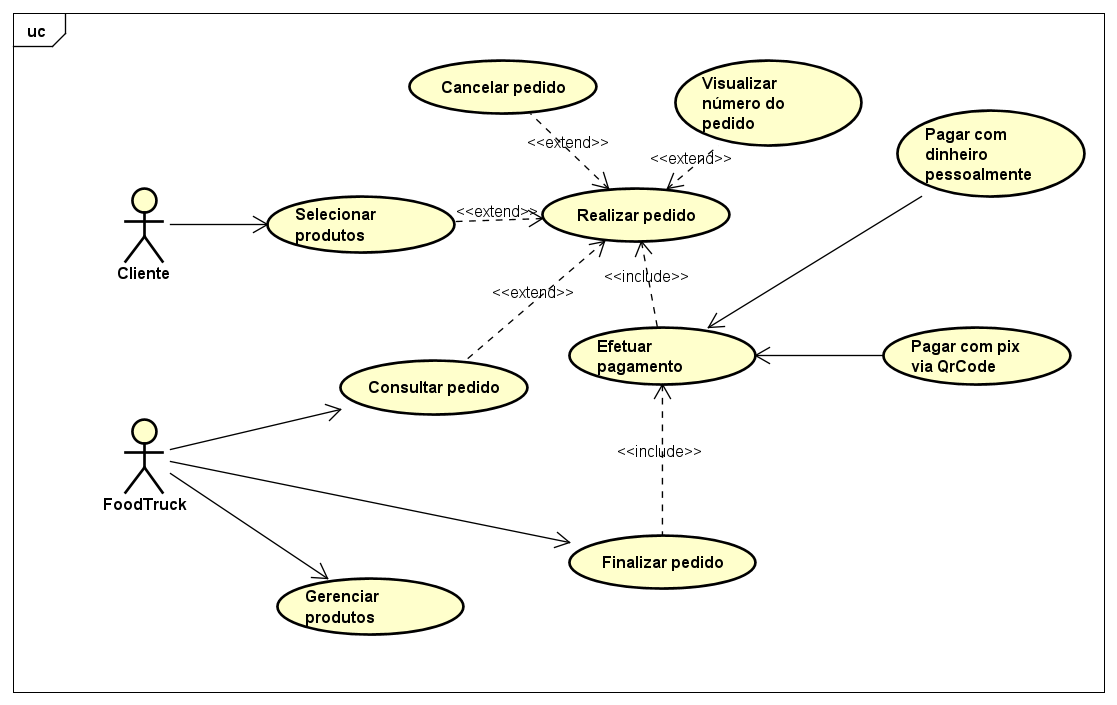 uc
Cancelar pedido
Visualizar
número do
pedido
Pagar com
dinheiro
pessoalmente
<<extend>>
<<extend>>
Selecionar
produtos
<<extend>>
Realizar pedido
Cliente
<<include>>
<<extend>>
Efetuar
pagamento
Pagar com pix
via QrCode
Consultar pedido
<<include>>
FoodTruck
Finalizar pedido
Gerenciar
produtos